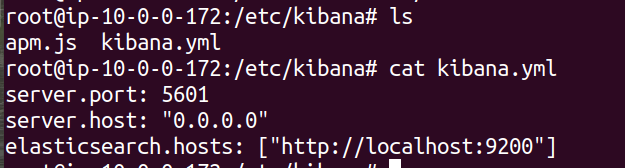 root@ip-10-0-0-172:/etc/kibana# ls
apm.js  kibana.yml
root@ip-10-0-0-172:/etc/kibana# cat kibana.yml
server.port: 5601
server.host: "0.0.0.0"
elasticsearch.hosts: ["http://localhost:9200"]